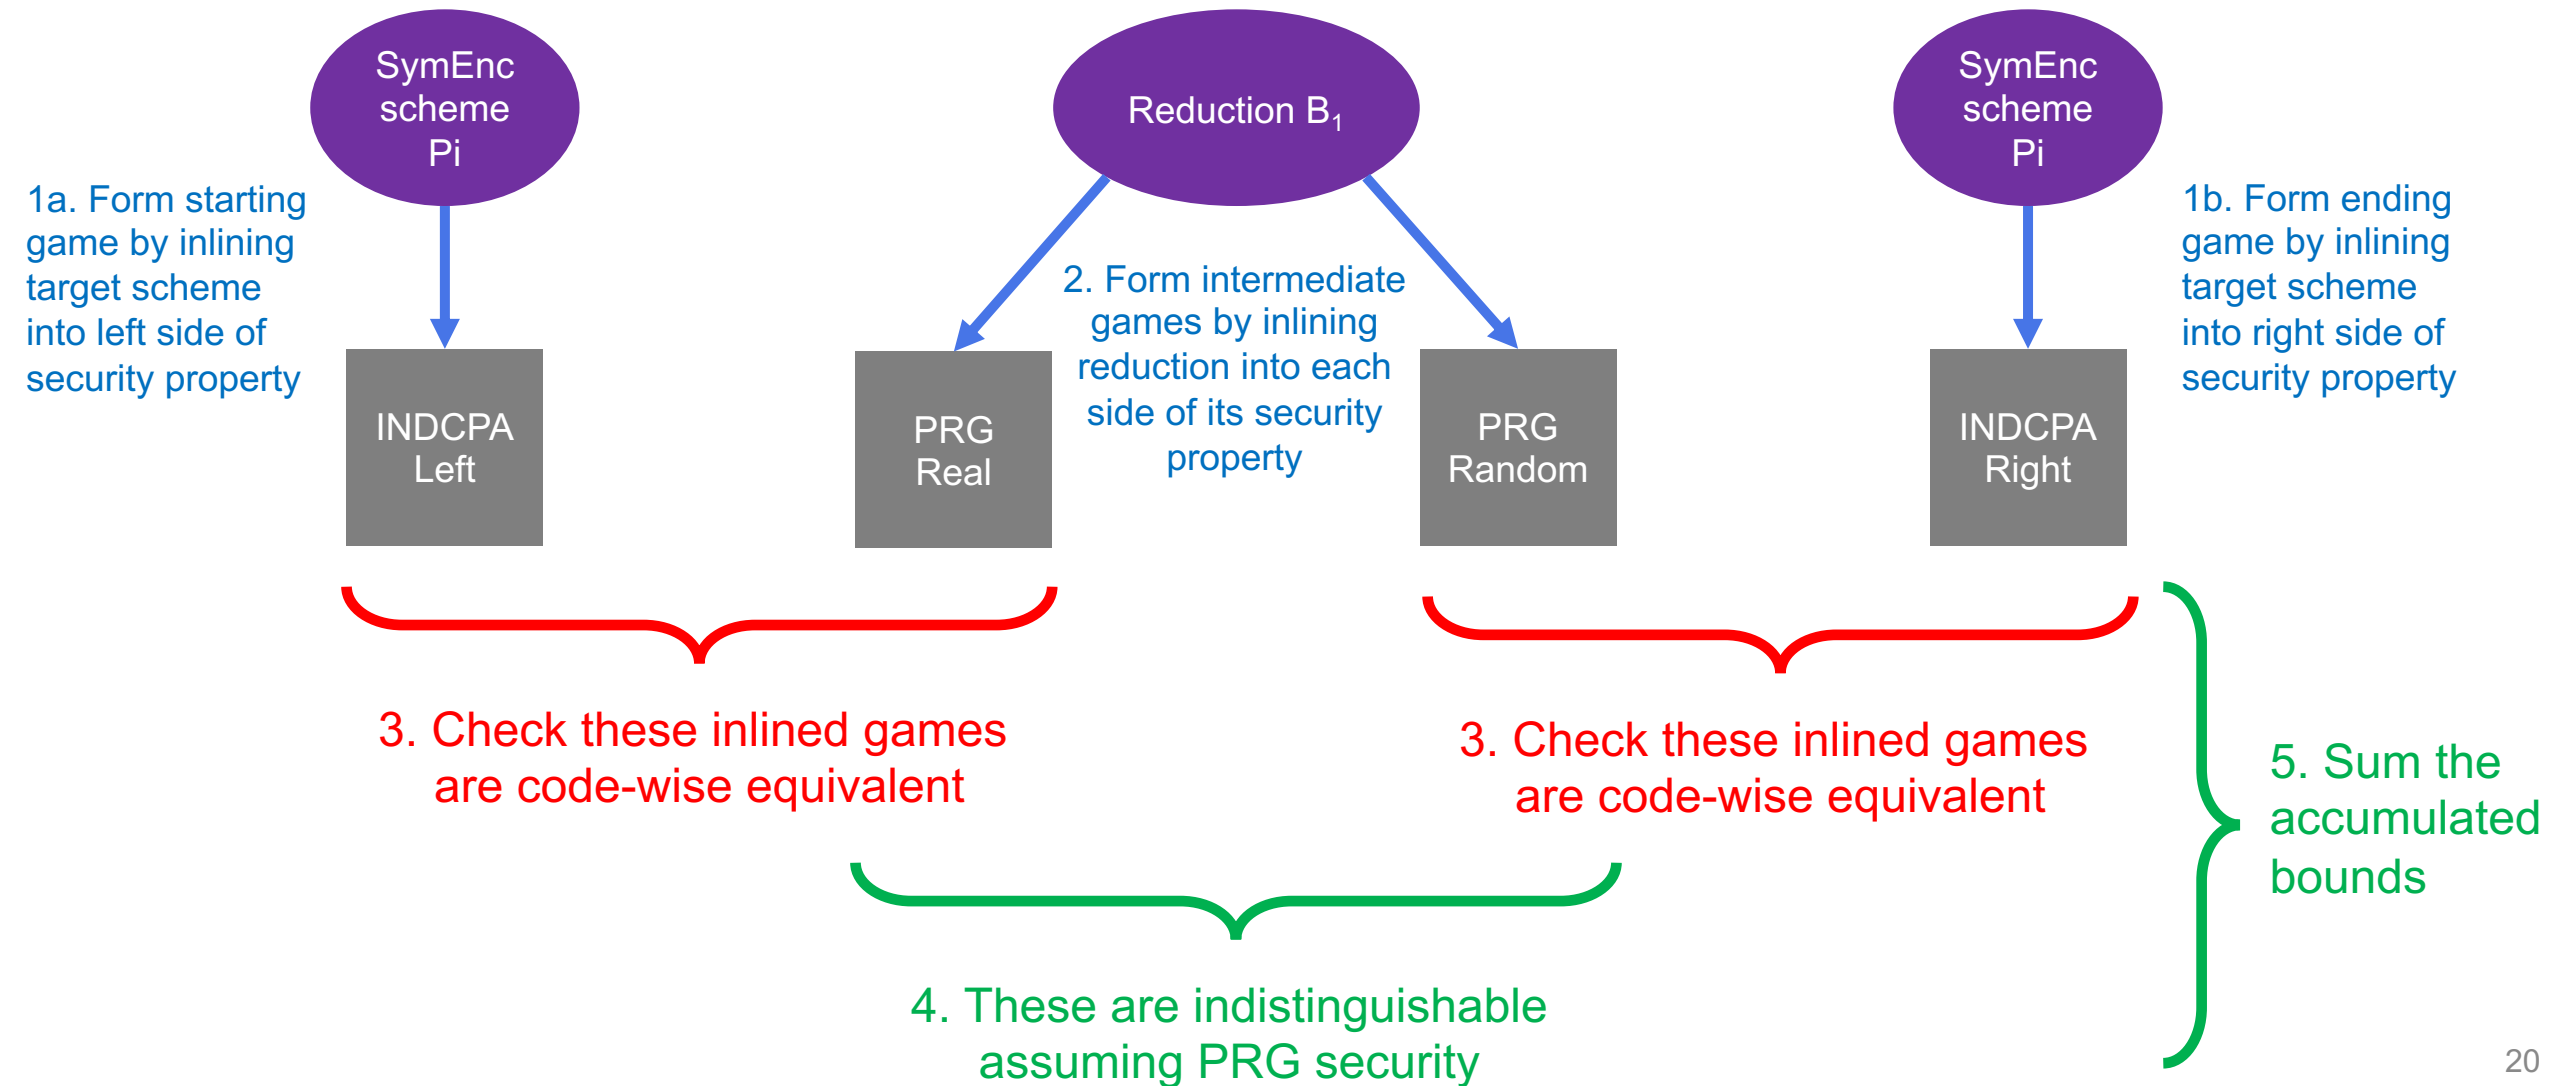 SymEnc
scheme
Pi
Reduction B₁
SymEnc
scheme
Pi
1a. Form starting
game by inlining
target scheme
into left side of
security property
2. Form intermediate
games by inlining
reduction into each
side of its security
property
1b. Form ending
game by inlining
target scheme
into right side of
security property
INDCPA
Left
PRG
Real
PRG
Random
INDCPA
Right
3. Check these inlined games
are code-wise equivalent
3. Check these inlined games
are code-wise equivalent
5. Sum the
accumulated
bounds
4. These are indistinguishable
assuming PRG security
20